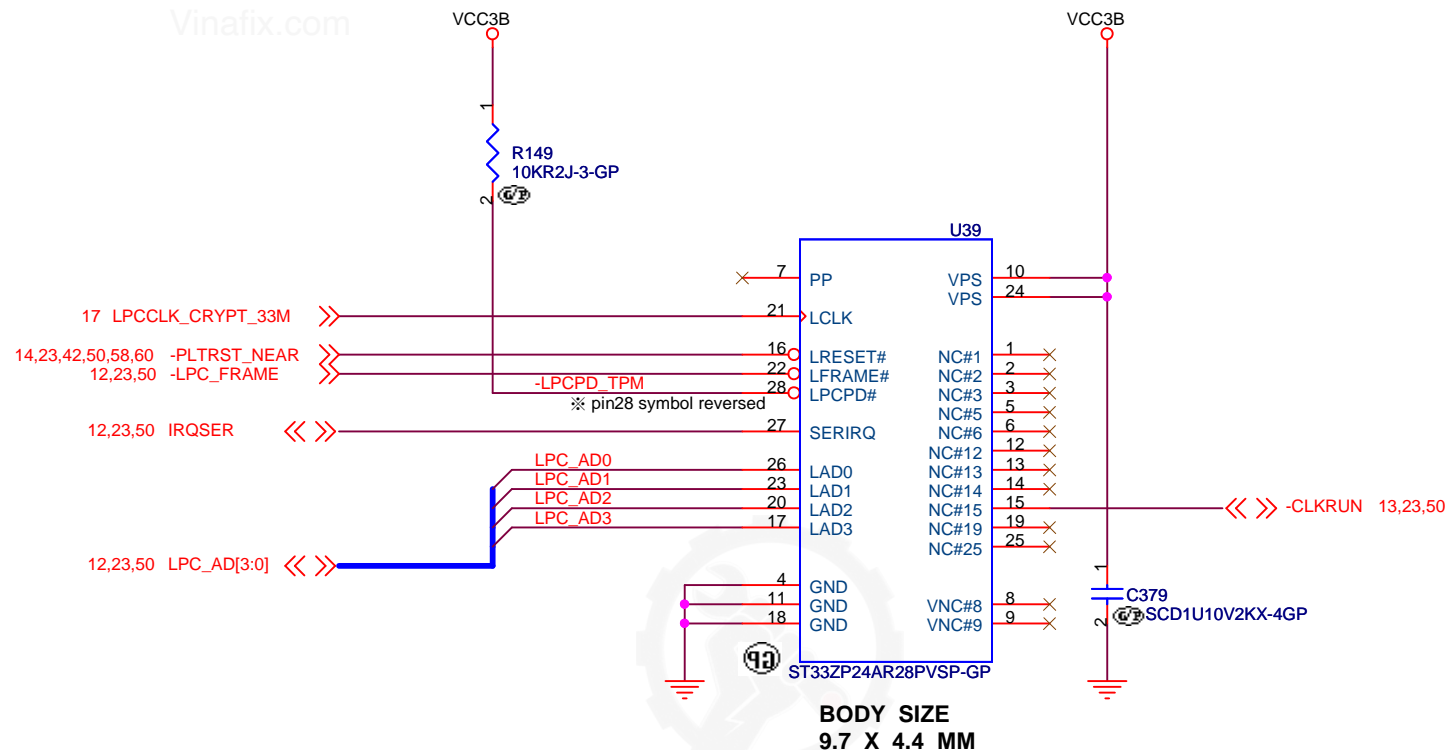 Vinafix.com
VCC3B
VCC3B
1
R149
10KR2J-3-GP
2
G/P
U39
7 PP
VPS 10
VPS 24
17 LPCCLK_CRYPT_33M
21 LCLK
14,23,42,50,58,60 -PLTRST_NEAR
16 LRESET#
NC#1 1
12,23,50 -LPC_FRAME
22 LFRAME#
NC#2 2
-LPCPD_TPM
28 LPCPD#
NC#3 3
※ pin28 symbol reversed
NC#5 5
12,23,50 IRQSER
27 SERIRQ
NC#6 6
NC#12 12
LPC_AD0
26 LAD0
NC#13 13
LPC_AD1
23 LAD1
NC#14 14
LPC_AD2
20 LAD2
NC#15 15
-CLKRUN 13,23,50
LPC_AD3
17 LAD3
NC#19 19
NC#25 25
12,23,50 LPC_AD[3:0]
4 GND
11 GND
VNC#8 8
18 GND
VNC#9 9
1
C379
2
G/P
SCD1U10V2KX-4GP
GP
ST33ZP24AR28PVSP-GP
BODY SIZE
9.7 X 4.4 MM